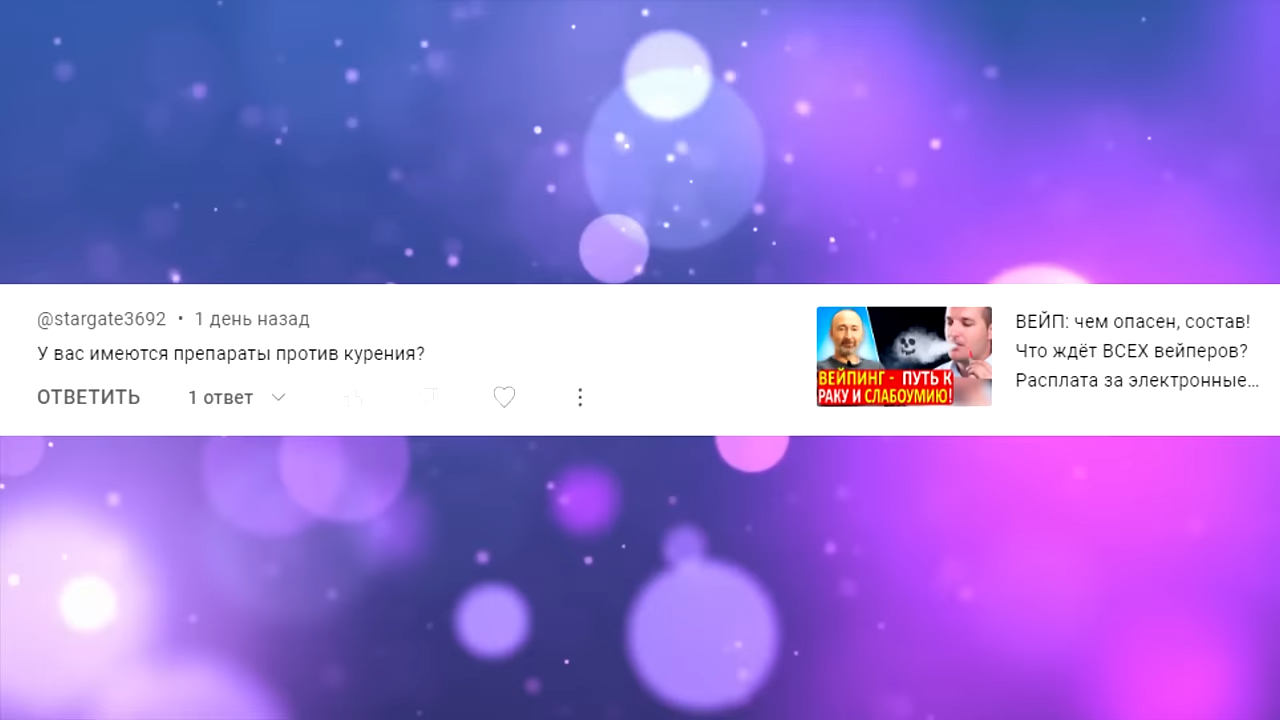 @stargate3692 • 1 день назад
У вас имеются препараты против курения?
ОТВЕТИТЬ 1 ответ
ВЕЙПИНГ - ПУТЬ К
РАКУ И СЛАБОУМИЮ!
ВЕЙП: чем опасен, состав!
Что ждёт ВСЕХ вейперов?
Расплата за электронные...